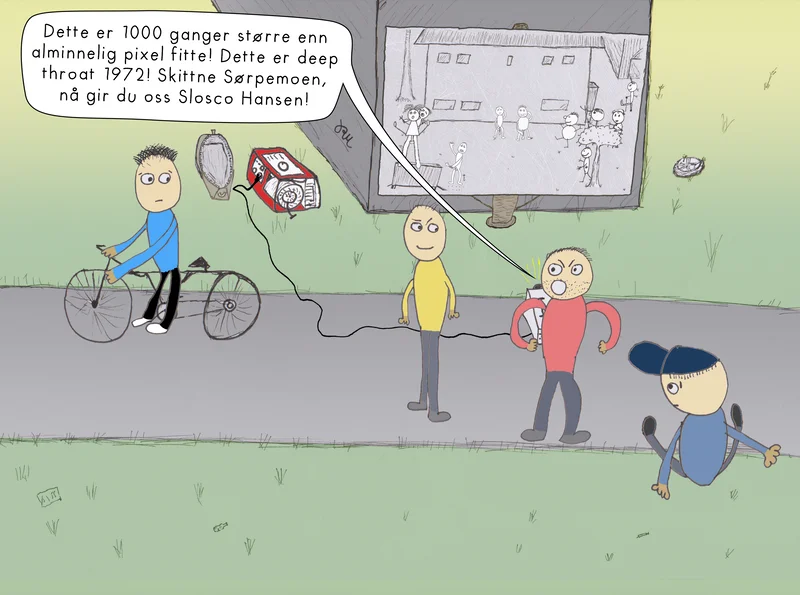 Dette er 1000 ganger større enn
alminnelig pixel fitte! Dette er deep
throat 1972! Skittne Sørpemoen,
nå gir du oss Slosco Hansen!